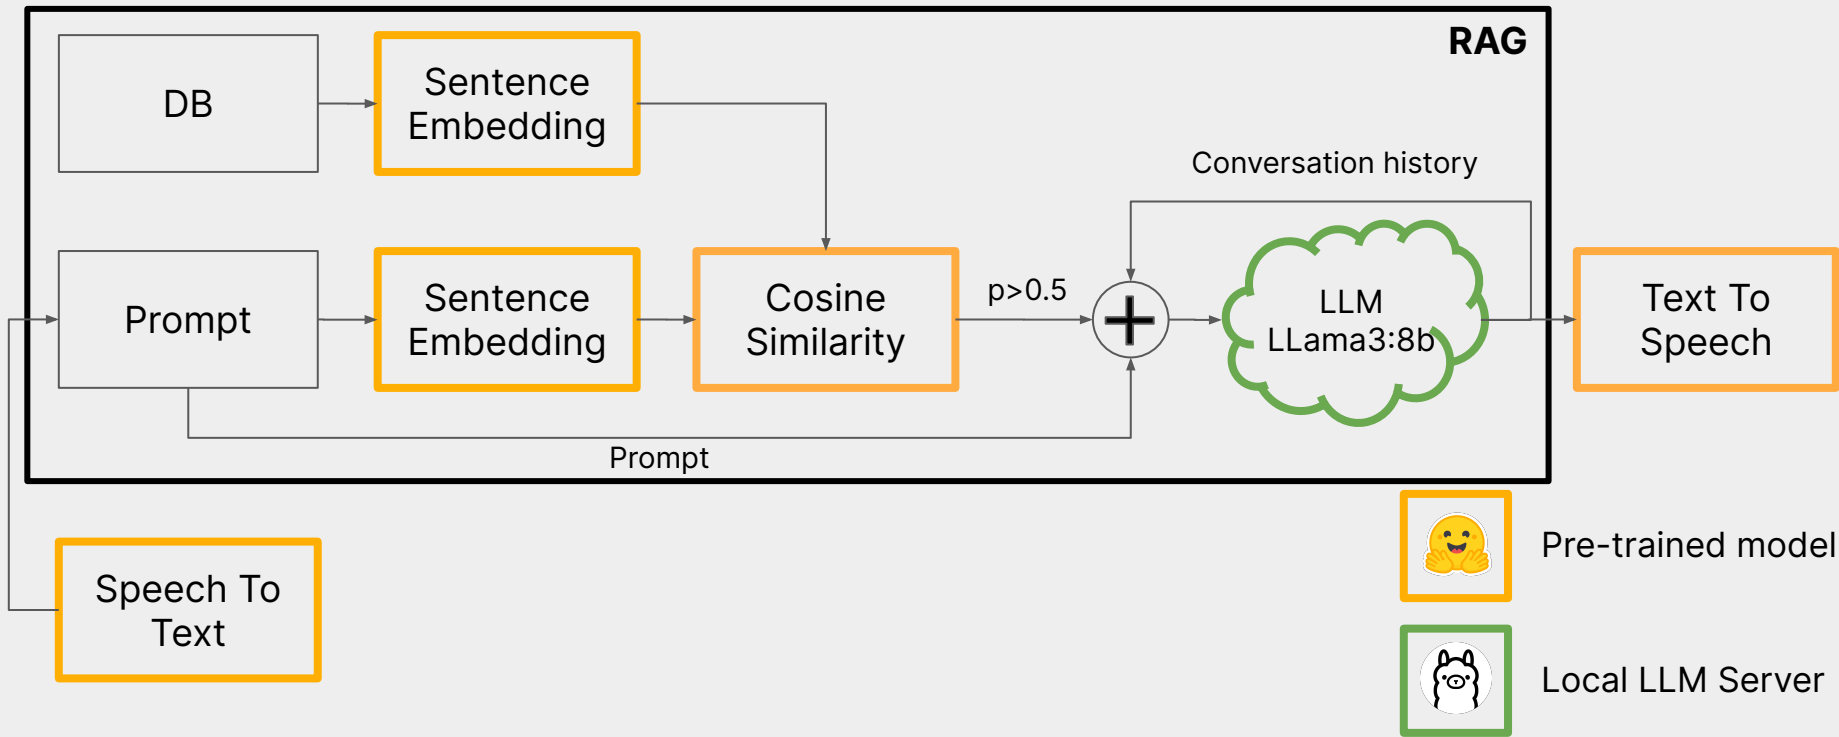 RAG
DB
Sentence
Embedding
Conversation history
Prompt
Sentence
Embedding
Cosine
Similarity
p>0.5
LLM
LLama3:8b
Text To
Speech
Prompt
Speech To
Text
Pre-trained model
Local LLM Server